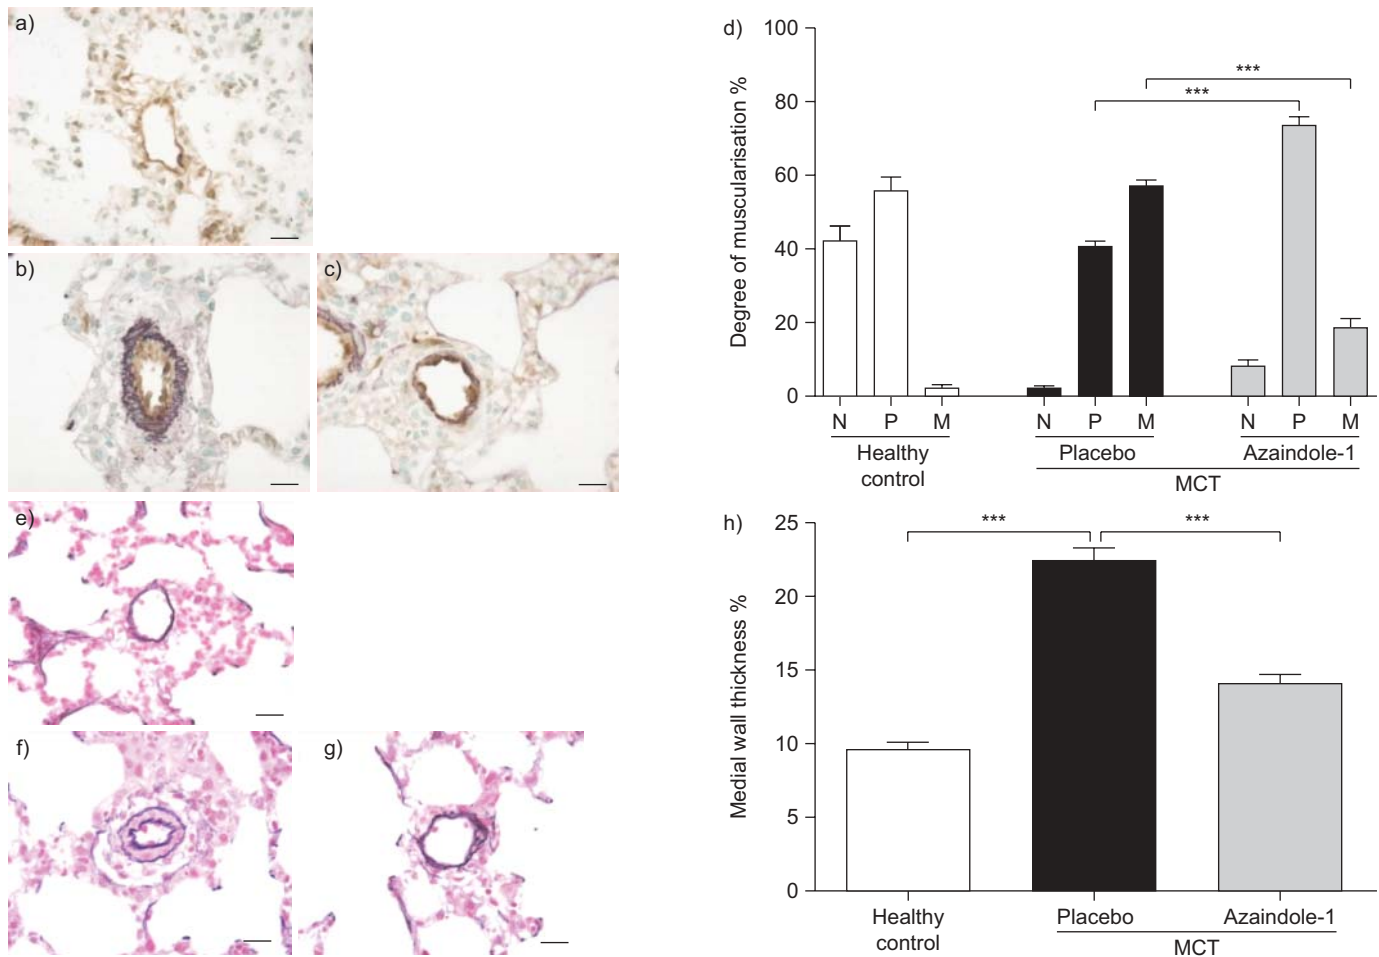 a)
b)
c)
d)
100
80
60
40
20
0
Degree of muscularisation %
***
***
N P M N P M N P M
Healthy control
Placebo
Azaindole-1
MCT
e)
f)
g)
h)
25
20
15
10
5
0
Medial wall thickness %
***
***
Healthy
control
Placebo
Azaindole-1
MCT